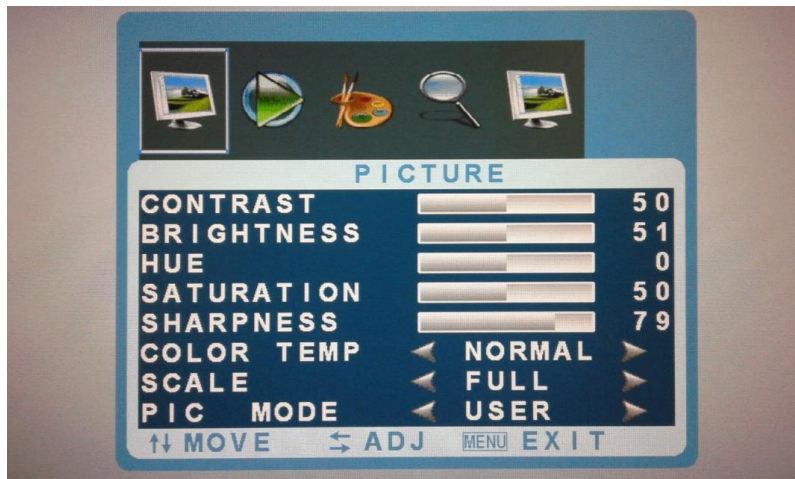 PICTURE
CONTRAST 50
BRIGHTNESS 51
HUE 0
SATURATION 50
SHARPNESS 79
COLOR TEMP NORMAL
SCALE FULL
PIC MODE USER
MOVE ADJ MENU EXIT